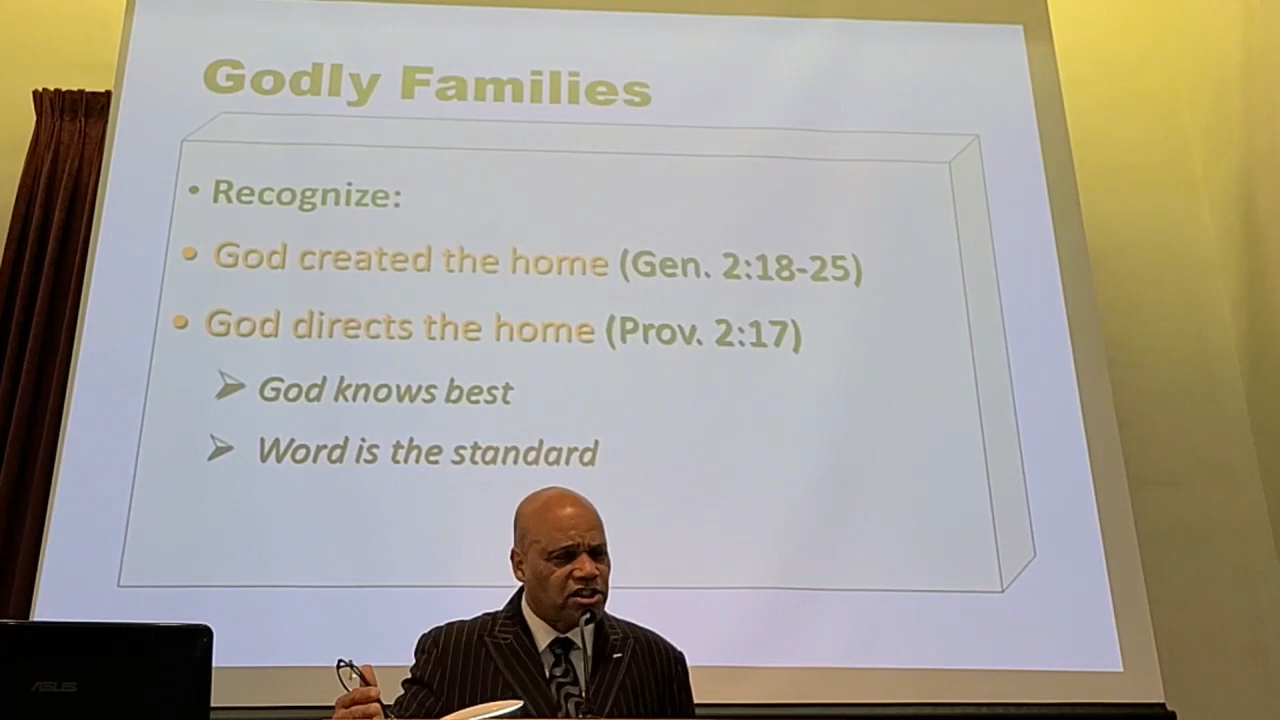 Godly Families
• Recognize:
• God created the home (Gen. 2:18-25)
• God directs the home (Prov. 2:17)
➢ God knows best
➢ Word is the standard
ASUS